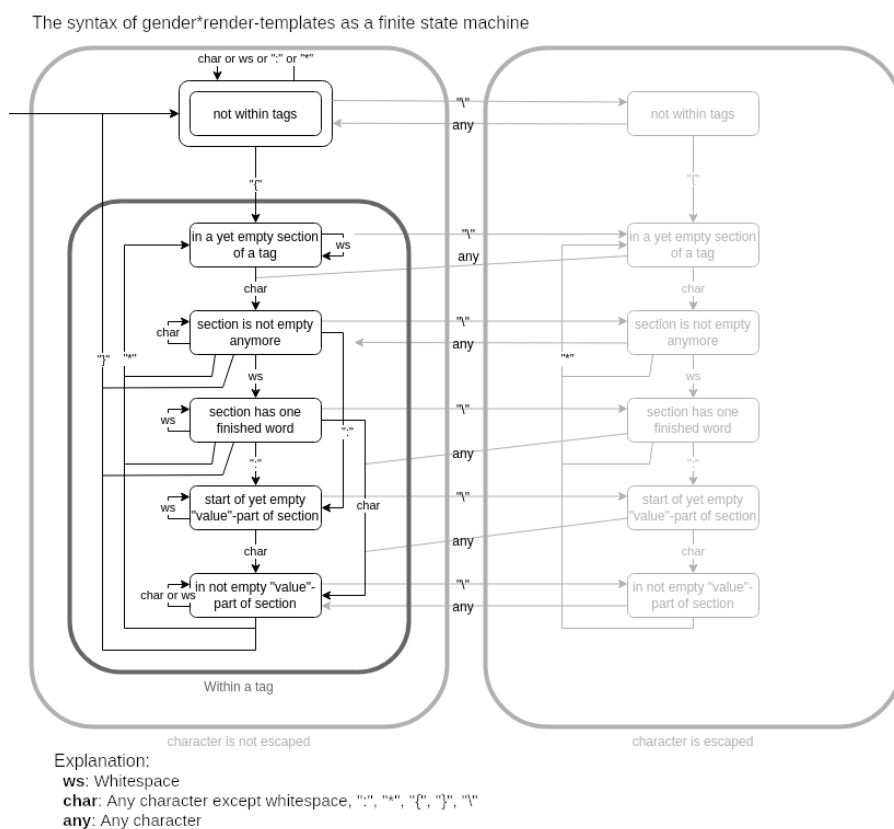 The syntax of gender*render-templates as a finite state machine
char or ws or ":" or "*"
not within tags
"\"
any
not within tags
"{"
"{"
in a yet empty section
of a tag
ws
"\"
any
in a yet empty section
of a tag
char
char
char
section is not empty
anymore
"\"
any
section is not empty
anymore
"}"
"*"
"*"
ws
ws
ws
section has one
finished word
":"
"\"
any
section has one
finished word
":"
":"
ws
start of yet empty
"value"-part of section
char
"\"
any
start of yet empty
"value"-part of section
char
char
char or ws
in not empty "value"-
part of section
"\"
any
in not empty "value"-
part of section
Within a tag
character is not escaped
character is escaped
Explanation:
ws: Whitespace
char: Any character except whitespace, ":", "*", "{", "}", "\"
any: Any character